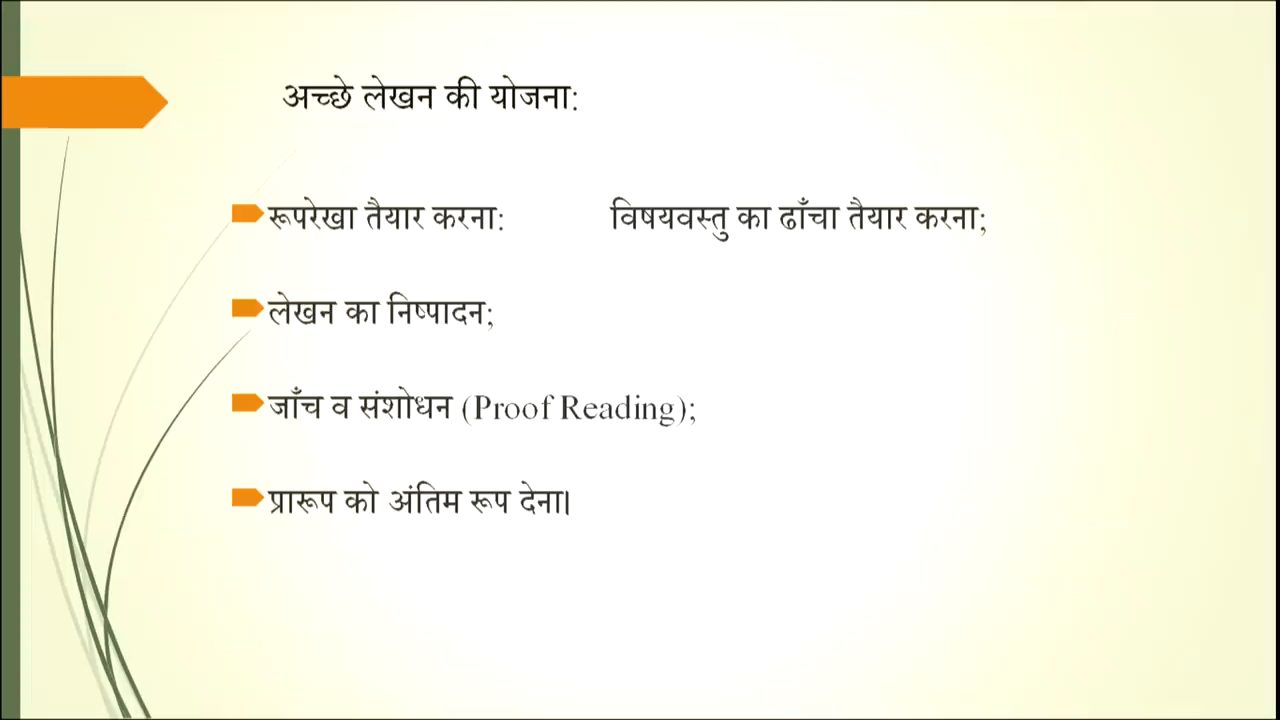 अच्छे लेखन की योजना:
रूपरेखा तैयार करना: विषयवस्तु का ढाँचा तैयार करना;
लेखन का निष्पादन;
जाँच व संशोधन (Proof Reading);
प्रारूप को अंतिम रूप देना।